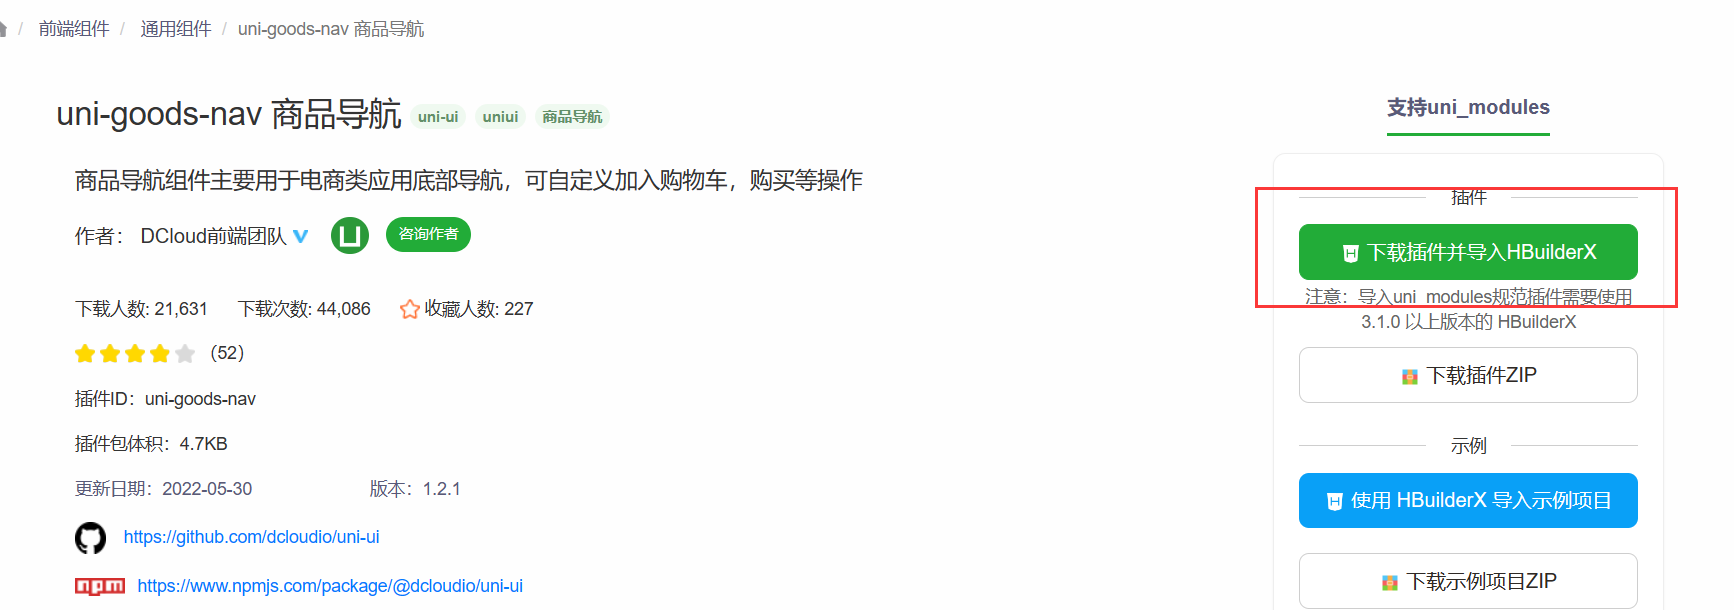 / 前端组件 / 通用组件 / uni-goods-nav 商品导航
uni-goods-nav 商品导航 uni-ui uniui 商品导航
商品导航组件主要用于电商类应用底部导航，可自定义加入购物车，购买等操作
作者： DCloud前端团队 咨询作者
下载人数: 21,631 下载次数: 44,086 收藏人数: 227
(52)
插件ID：uni-goods-nav
插件包体积：4.7KB
更新日期：2022-05-30 版本：1.2.1
https://github.com/dcloudio/uni-ui
npm https://www.npmjs.com/package/@dcloudio/uni-ui
支持uni_modules
插件
下载插件并导入HBuilderX
注意：导入uni_modules规范插件需要使用
3.1.0 以上版本的 HBuilderX
下载插件ZIP
示例
使用 HBuilderX 导入示例项目
下载示例项目ZIP